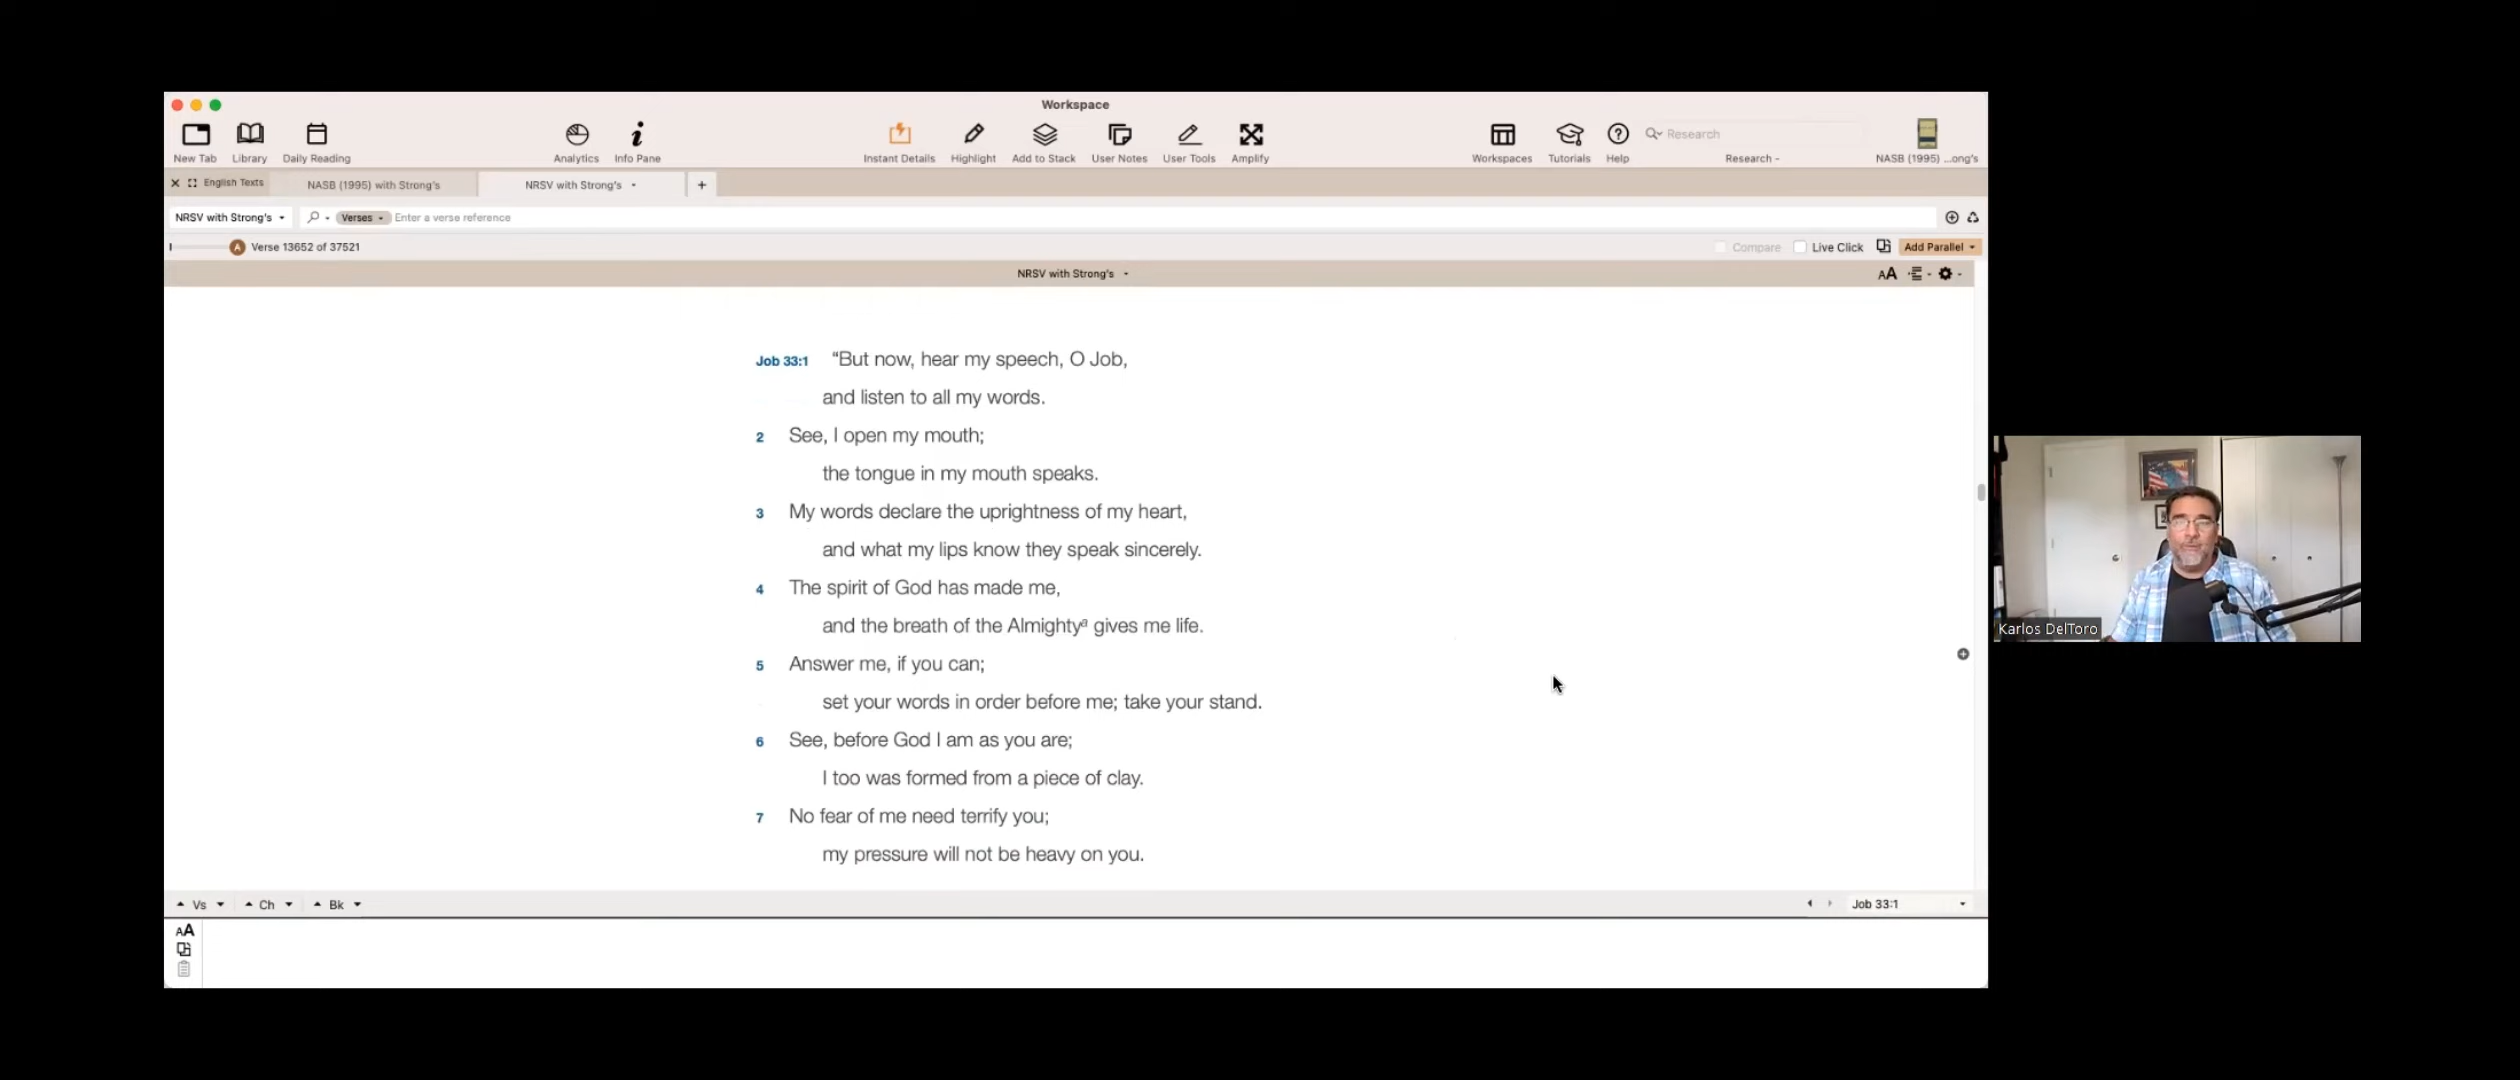 Workspace
New Tab
Library
Daily Reading
Analytics
Info Pane
Instant Details
Highlight
Add to Stack
User Notes
User Tools
Amplify
Workspaces
Tutorials
Help
Research
Research
NASB (1995) ...ong's
English Texts
NASB (1995) with Strong's
NRSV with Strong's
+
NRSV with Strong's
Verses
Enter a verse reference
A
Verse 13652 of 37521
Compare
Live Click
Add Parallel
NRSV with Strong's
AA
Job 33:1 “But now, hear my speech, O Job,
and listen to all my words.
2 See, I open my mouth;
the tongue in my mouth speaks.
3 My words declare the uprightness of my heart,
and what my lips know they speak sincerely.
4 The spirit of God has made me,
and the breath of the Almightyᵃ gives me life.
5 Answer me, if you can;
set your words in order before me; take your stand.
6 See, before God I am as you are;
I too was formed from a piece of clay.
7 No fear of me need terrify you;
my pressure will not be heavy on you.
Vs
Ch
Bk
Job 33:1
AA
Karlos DelToro